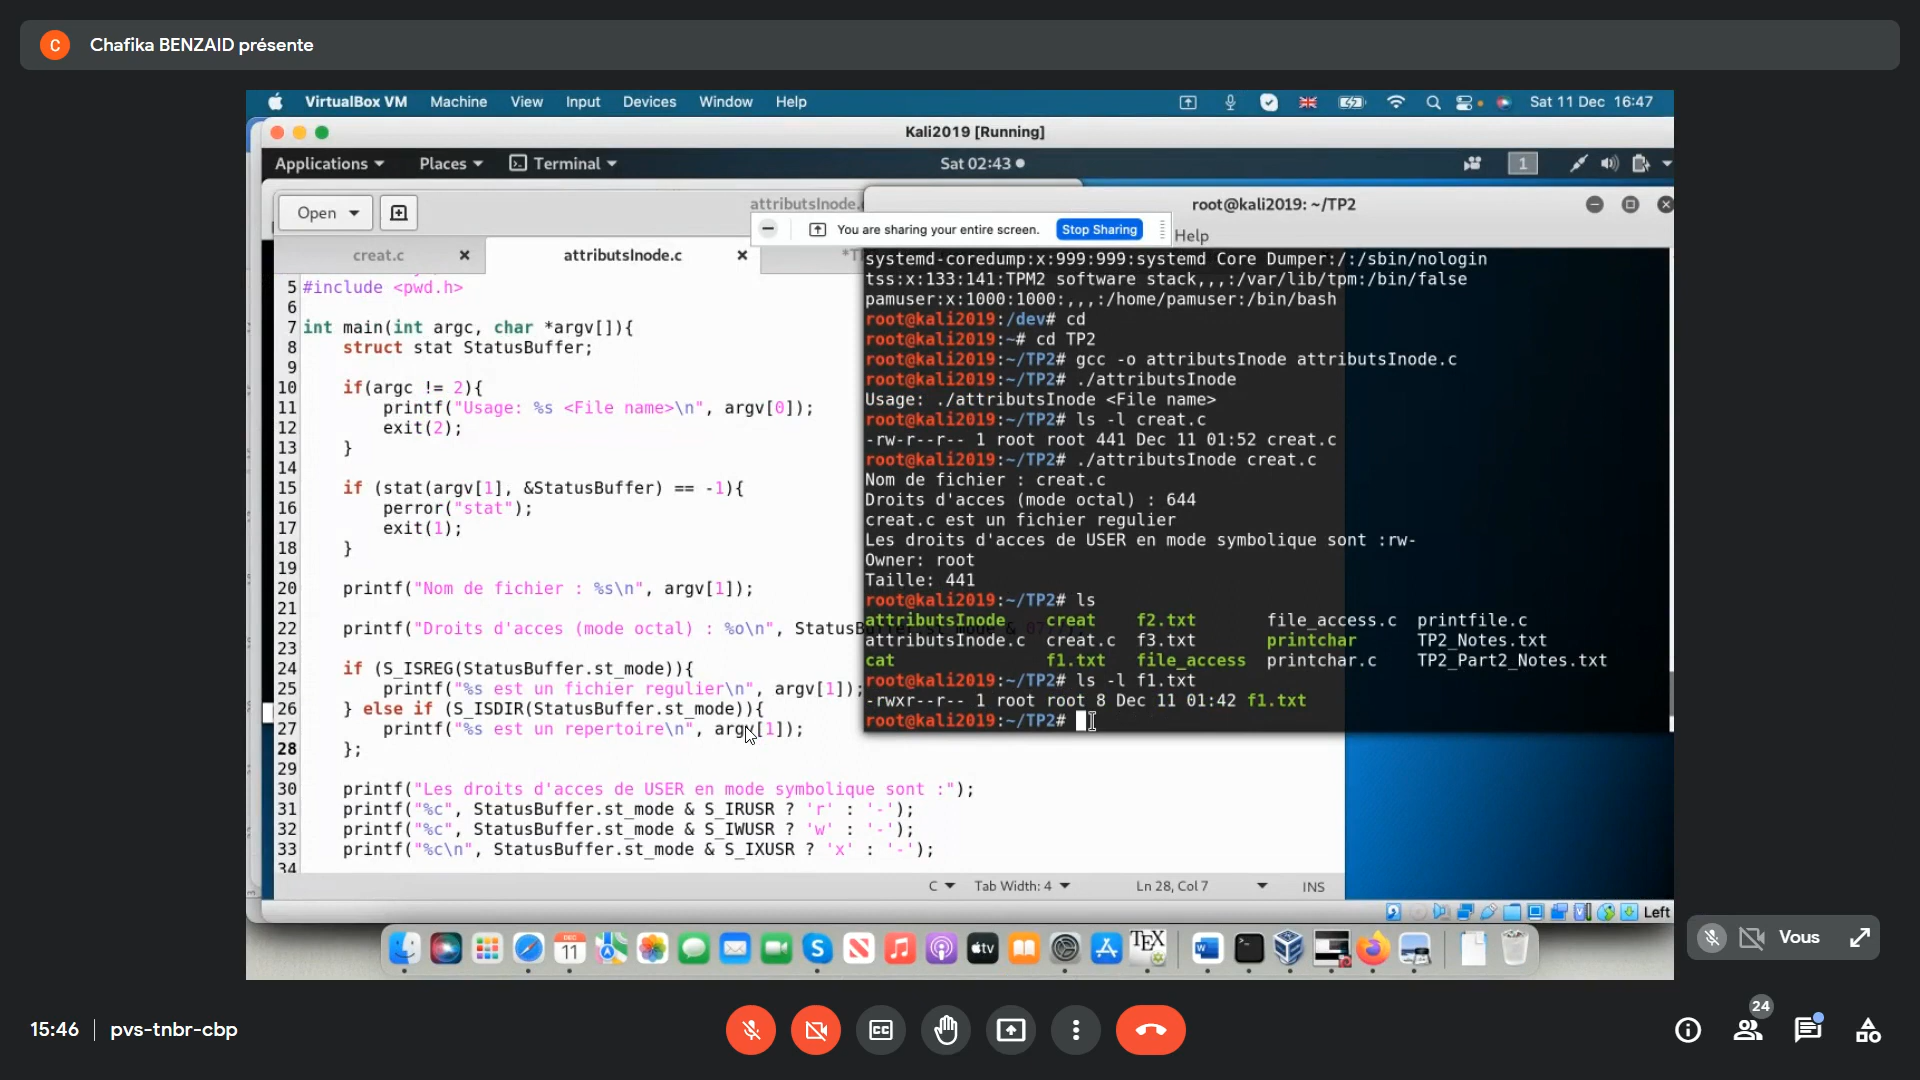 C Chafika BENZAID présente
VirtualBox VM Machine View Input Devices Window Help Sat 11 Dec 16:47
Kali2019 [Running]
Applications Places Terminal Sat 02:43 1
Open attributsInode.
root@kali2019: ~/TP2
You are sharing your entire screen. Stop Sharing
Help
creat.c attributsInode.c
5 #include <pwd.h>
6
7 int main(int argc, char *argv[]){
8 struct stat StatusBuffer;
9
10 if(argc != 2){
11 printf("Usage: %s <File name>\n", argv[0]);
12 exit(2);
13 }
14
15 if (stat(argv[1], &StatusBuffer) == -1){
16 perror("stat");
17 exit(1);
18 }
19
20 printf("Nom de fichier : %s\n", argv[1]);
21
22 printf("Droits d'acces (mode octal) : %o\n", StatusB
23
24 if (S_ISREG(StatusBuffer.st_mode)){
25 printf("%s est un fichier regulier\n", argv[1]);
26 } else if (S_ISDIR(StatusBuffer.st_mode)){
27 printf("%s est un repertoire\n", argv[1]);
28 };
29
30 printf("Les droits d'acces de USER en mode symbolique sont :");
31 printf("%c", StatusBuffer.st_mode & S_IRUSR ? 'r' : '-');
32 printf("%c", StatusBuffer.st_mode & S_IWUSR ? 'w' : '-');
33 printf("%c\n", StatusBuffer.st_mode & S_IXUSR ? 'x' : '-');
34
C Tab Width: 4 Ln 28, Col 7 INS
systemd-coredump:x:999:999:systemd Core Dumper:/:/sbin/nologin
tss:x:133:141:TPM2 software stack,,,:/var/lib/tpm:/bin/false
pamuser:x:1000:1000:,,,:/home/pamuser:/bin/bash
root@kali2019:/dev# cd
root@kali2019:~# cd TP2
root@kali2019:~/TP2# gcc -o attributsInode attributsInode.c
root@kali2019:~/TP2# ./attributsInode
Usage: ./attributsInode <File name>
root@kali2019:~/TP2# ls -l creat.c
-rw-r--r-- 1 root root 441 Dec 11 01:52 creat.c
root@kali2019:~/TP2# ./attributsInode creat.c
Nom de fichier : creat.c
Droits d'acces (mode octal) : 644
creat.c est un fichier regulier
Les droits d'acces de USER en mode symbolique sont :rw-
Owner: root
Taille: 441
root@kali2019:~/TP2# ls
attributsInode creat f2.txt file_access.c printfile.c
attributsInode.c creat.c f3.txt printchar TP2_Notes.txt
cat f1.txt file_access printchar.c TP2_Part2_Notes.txt
root@kali2019:~/TP2# ls -l f1.txt
-rwxr--r-- 1 root root 8 Dec 11 01:42 f1.txt
root@kali2019:~/TP2#
Left
DEC 11 tv TEX
Vous
15:46 pvs-tnbr-cbp
CC
24